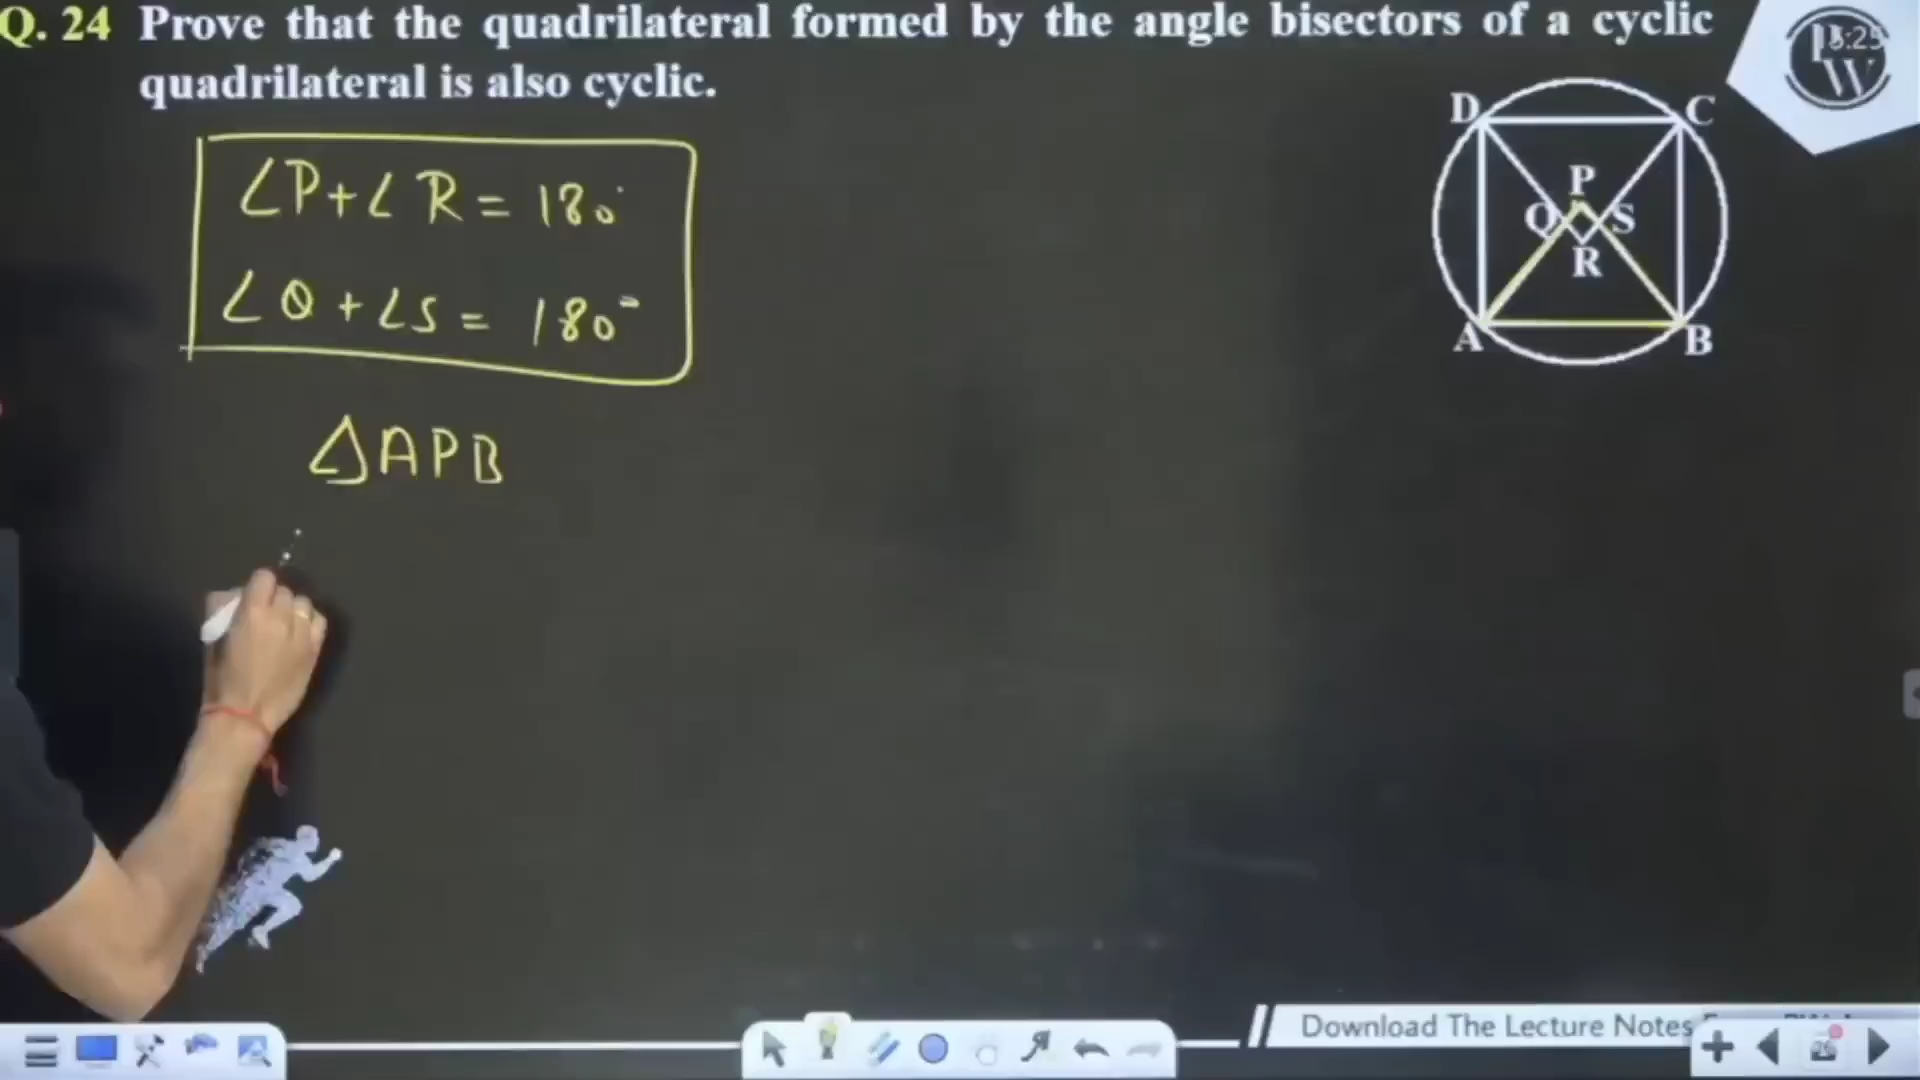 Q. 24 Prove that the quadrilateral formed by the angle bisectors of a cyclic
quadrilateral is also cyclic.
∠P+∠R = 180°
∠Q+∠S = 180°
△APB
D C
P
Q S
R
A B
PW
Download The Lecture Notes